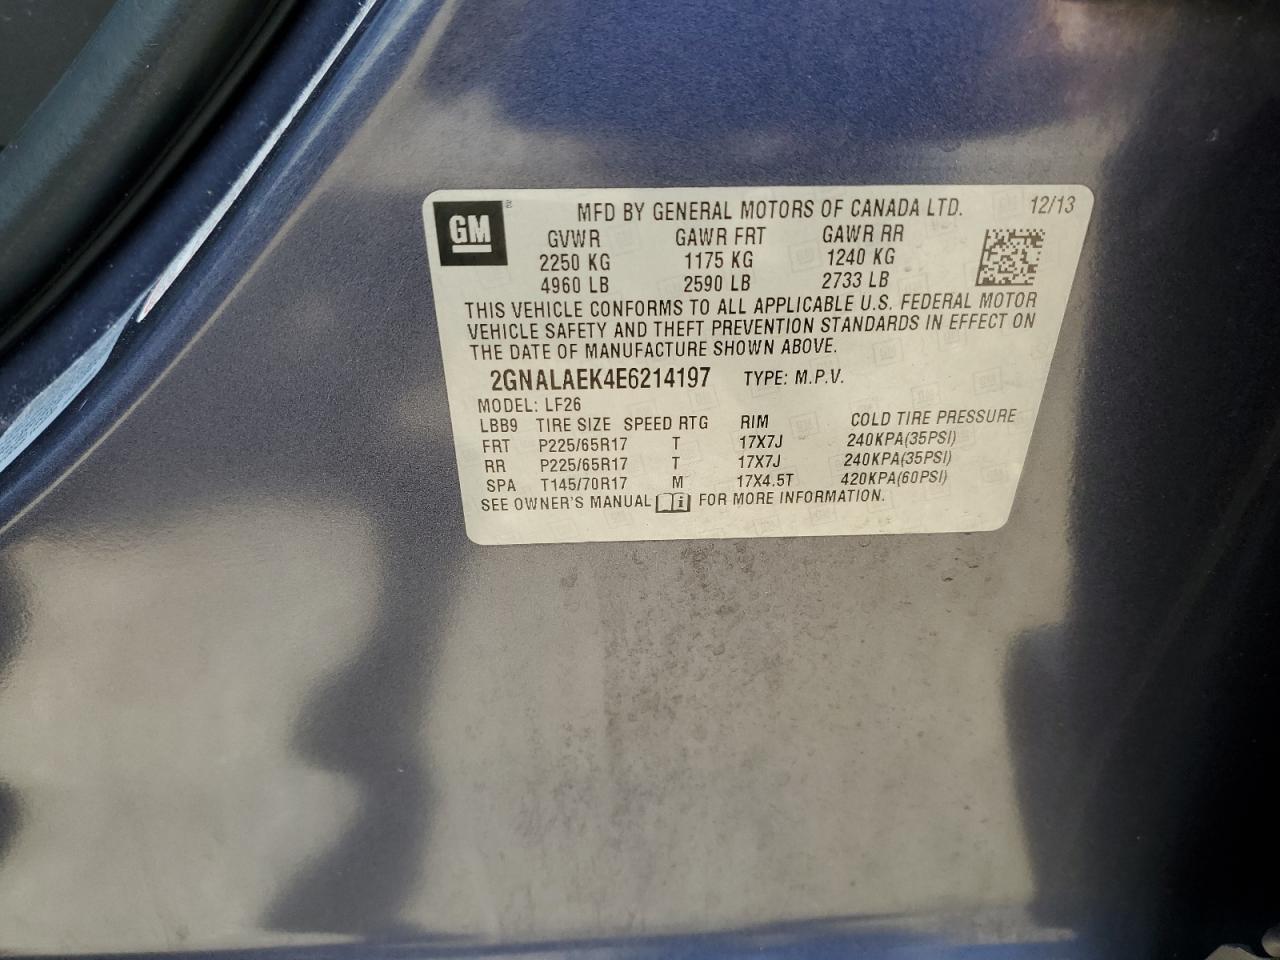 GM ® MFD BY GENERAL MOTORS OF CANADA LTD. 12/13
GVWR GAWR FRT GAWR RR
2250 KG 1175 KG 1240 KG
4960 LB 2590 LB 2733 LB
THIS VEHICLE CONFORMS TO ALL APPLICABLE U.S. FEDERAL MOTOR
VEHICLE SAFETY AND THEFT PREVENTION STANDARDS IN EFFECT ON
THE DATE OF MANUFACTURE SHOWN ABOVE.
2GNALAEK4E6214197 TYPE: M.P.V.
MODEL: LF26
LBB9 TIRE SIZE SPEED RTG RIM COLD TIRE PRESSURE
FRT P225/65R17 T 17X7J 240KPA(35PSI)
RR P225/65R17 T 17X7J 240KPA(35PSI)
SPA T145/70R17 M 17X4.5T 420KPA(60PSI)
SEE OWNER'S MANUAL FOR MORE INFORMATION.